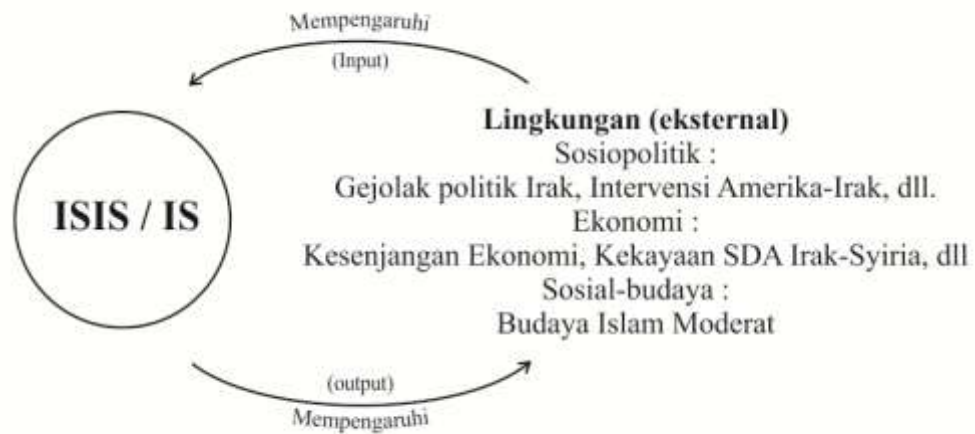 Mempengaruhi
(Input)
Lingkungan (eksternal)
Sosiopolitik :
Gejolak politik Irak, Intervensi Amerika-Irak, dll.
Ekonomi :
Kesenjangan Ekonomi, Kekayaan SDA Irak-Syiria, dll
Sosial-budaya :
Budaya Islam Moderat
ISIS / IS
(output)
Mempengaruhi